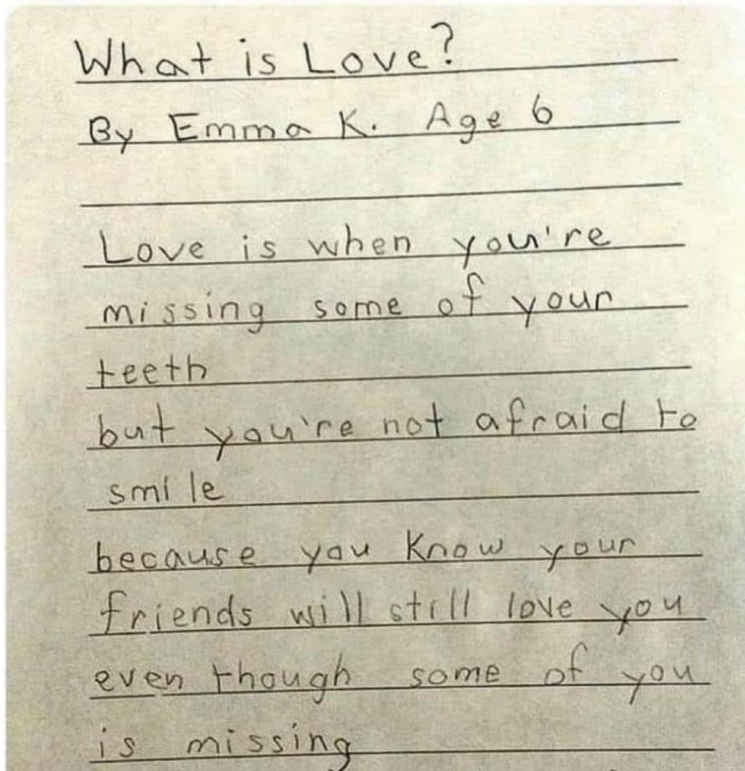 What is Love?
By Emma K. Age 6
Love is when you're
missing some of your
teeth
but you're not afraid to
smile
because you know your
friends will still love you
even though some of you
is missing